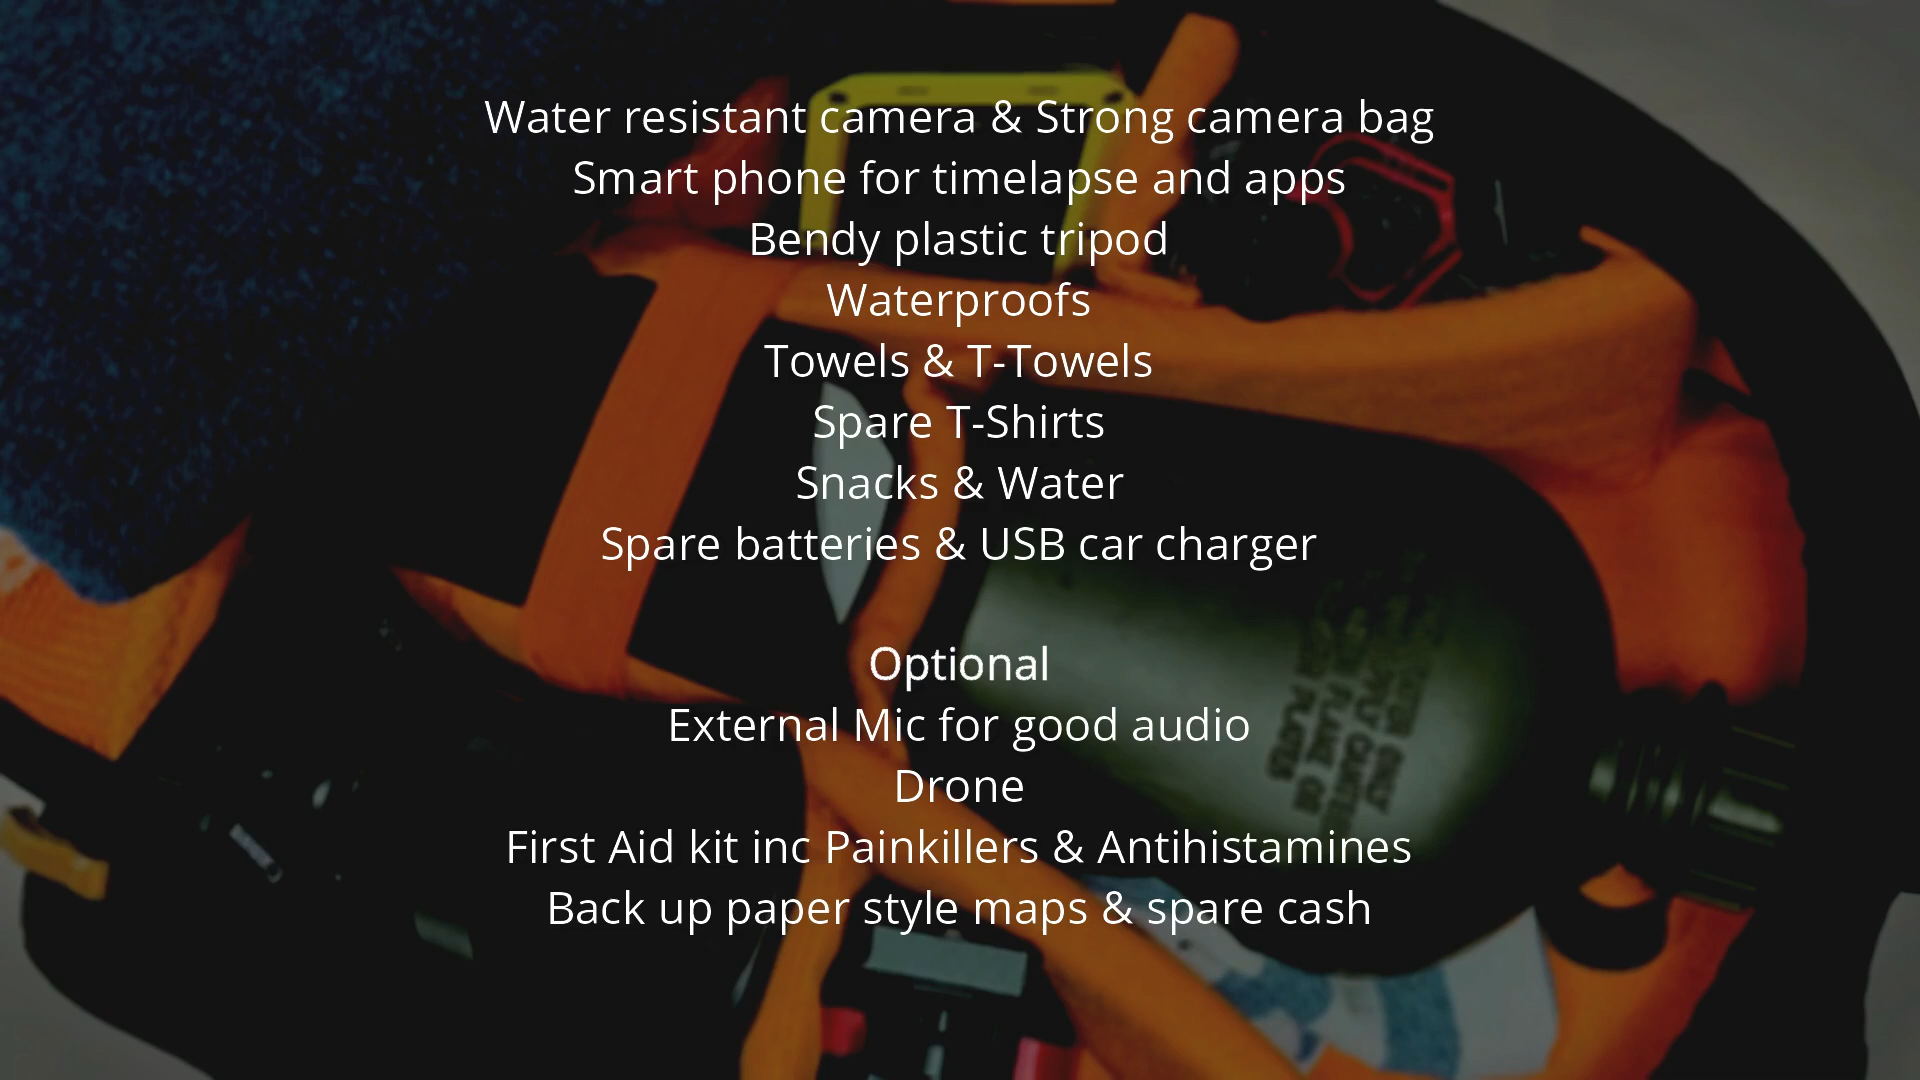 Water resistant camera & Strong camera bag
Smart phone for timelapse and apps
Bendy plastic tripod
Waterproofs
Towels & T-Towels
Spare T-Shirts
Snacks & Water
Spare batteries & USB car charger
Optional
External Mic for good audio
Drone
First Aid kit inc Painkillers & Antihistamines
Back up paper style maps & spare cash